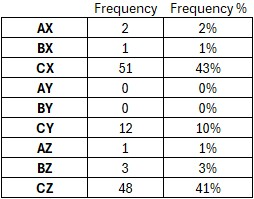 Frequency Frequency %
AX 2 2%
BX 1 1%
CX 51 43%
AY 0 0%
BY 0 0%
CY 12 10%
AZ 1 1%
BZ 3 3%
CZ 48 41%